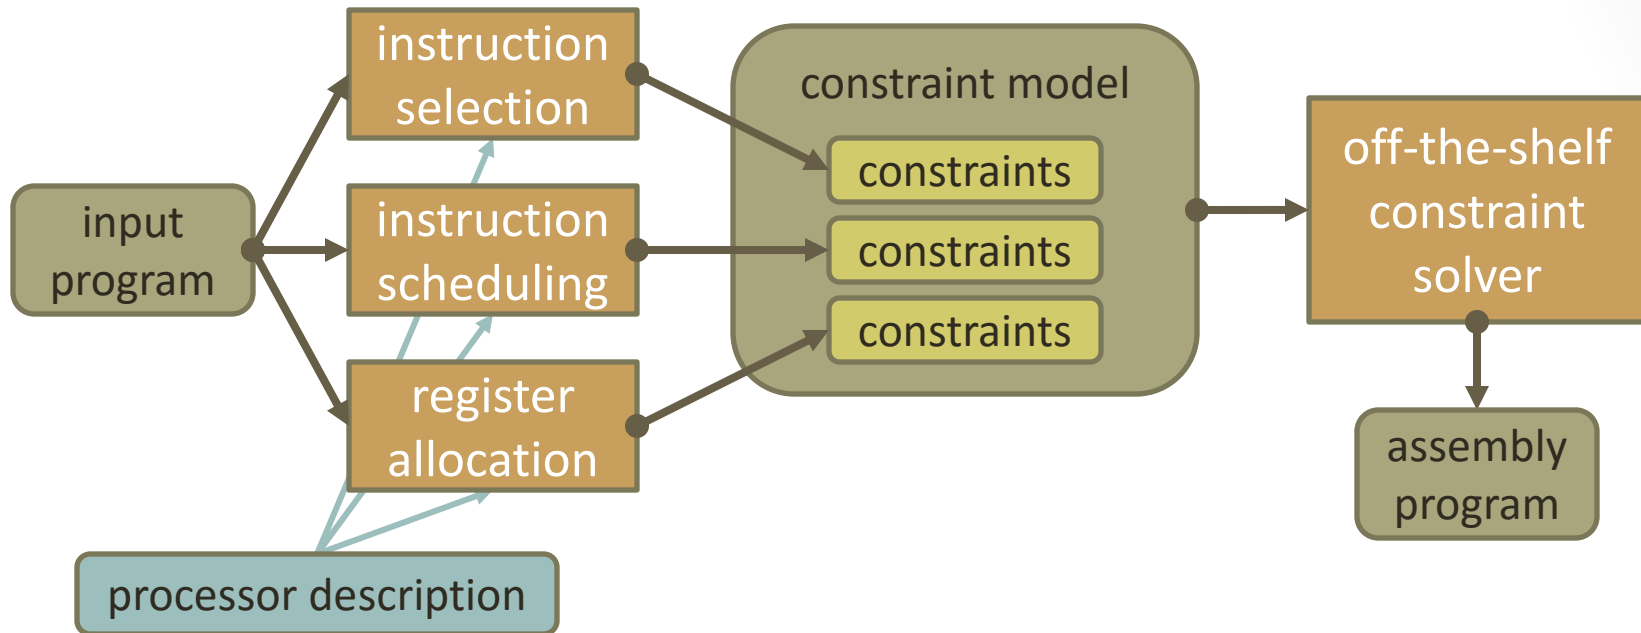 input
program
instruction
selection
instruction
scheduling
register
allocation
processor description
constraint model
constraints
constraints
constraints
off-the-shelf
constraint
solver
assembly
program